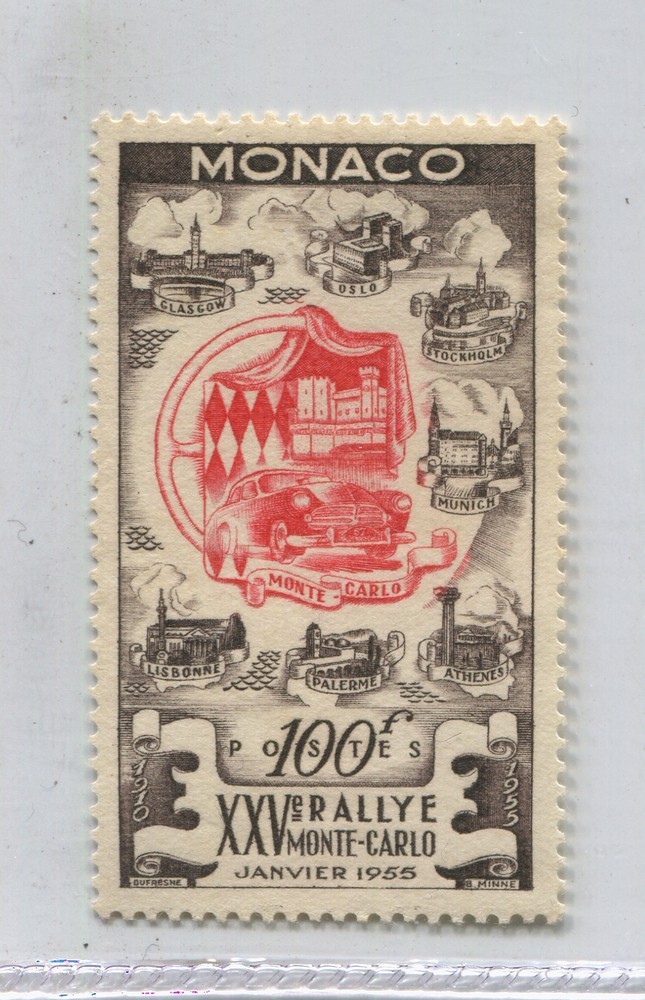 MONACO
GLASGOW
OSLO
STOCKHOLM
MUNICH
MONTE-CARLO
LISBONNE
PALERME
ATHENES
POSTES
100f
1910
1955
XXVe RALLYE
MONTE-CARLO
JANVIER 1955
DUFRESNE
B. MINNE